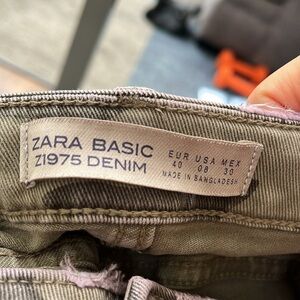 ZARA BASIC
Z1975 DENIM
EUR USA MEX
40 08 30
MADE IN BANGLADESH